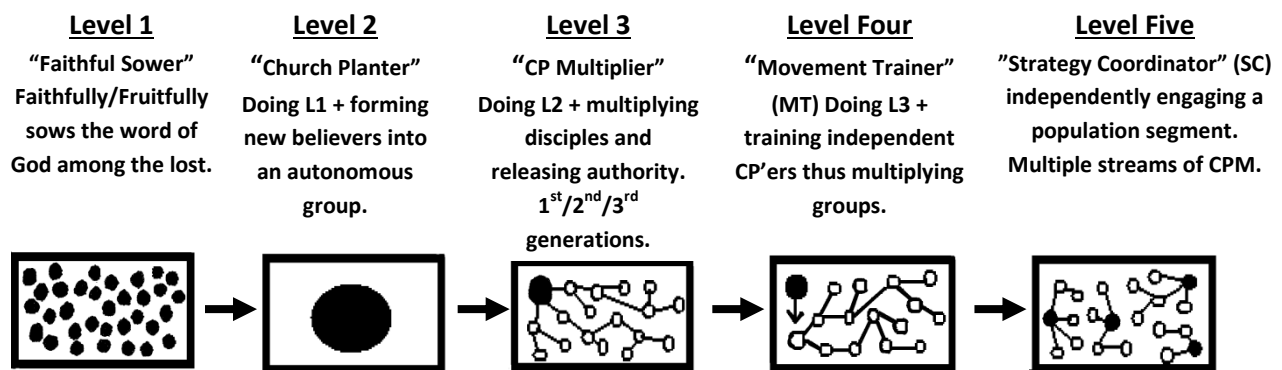 Level 1
“Faithful Sower”
Faithfully/Fruitfully
sows the word of
God among the lost.
Level 2
“Church Planter”
Doing L1 + forming
new believers into
an autonomous
group.
Level 3
“CP Multiplier”
Doing L2 + multiplying
disciples and
releasing authority.
1st/2nd/3rd
generations.
Level Four
“Movement Trainer”
(MT) Doing L3 +
training independent
CP’ers thus multiplying
groups.
Level Five
”Strategy Coordinator” (SC)
independently engaging a
population segment.
Multiple streams of CPM.